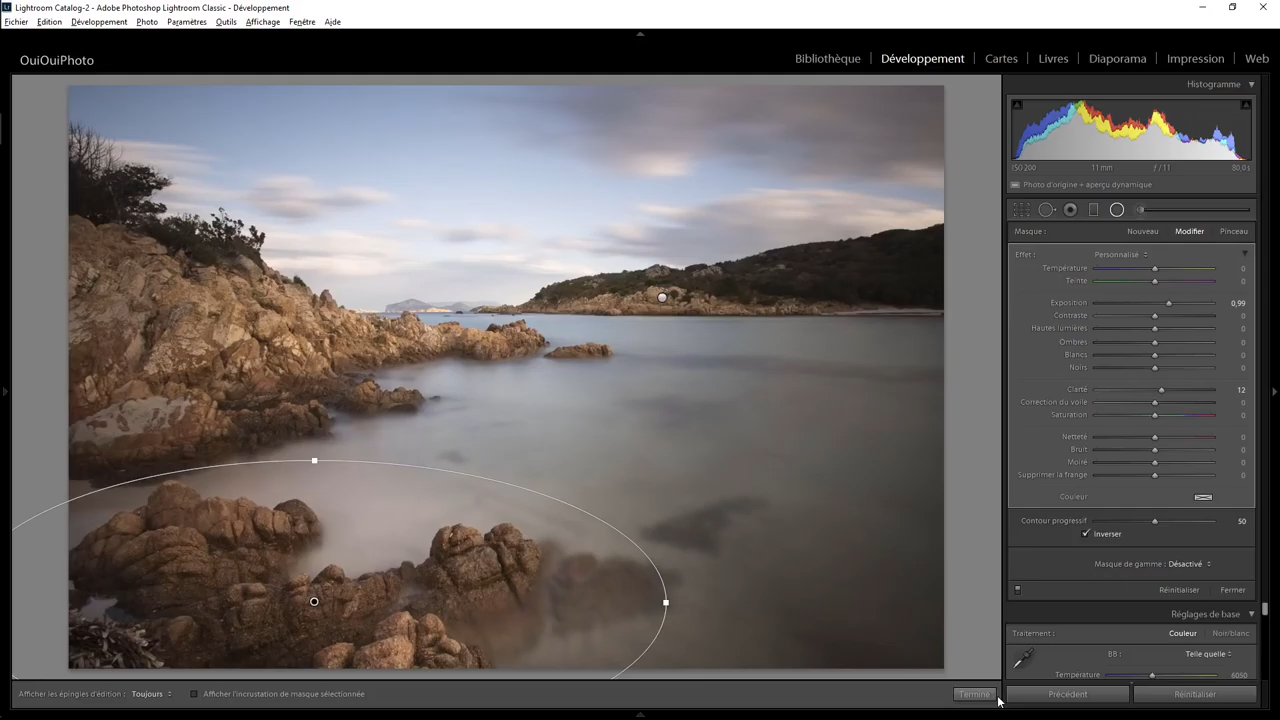 Lightroom Catalog-2 - Adobe Photoshop Lightroom Classic - Développement
Fichier Edition Développement Photo Paramètres Outils Affichage Fenêtre Aide
OuiOuiPhoto
Bibliothèque Développement Cartes Livres Diaporama Impression Web
Histogramme
ISO 200 11 mm ƒ / 11 80,0 s
Photo d'origine + aperçu dynamique
Masque : Nouveau Modifier Pinceau
Effet : Personnalisé
Température 0
Teinte 0
Exposition 0,99
Contraste 0
Hautes lumières 0
Ombres 0
Blancs 0
Noirs 0
Clarté 12
Correction du voile 0
Saturation 0
Netteté 0
Bruit 0
Moiré 0
Supprimer la frange 0
Couleur
Contour progressif 50
Inverser
Masque de gamme : Désactivé
Réinitialiser Fermer
Réglages de base
Traitement : Couleur Noir/blanc
BB : Telle quelle
Température 6050
Afficher les épingles d'édition : Toujours Afficher l'incrustation de masque sélectionnée Terminé Précédent Réinitialiser